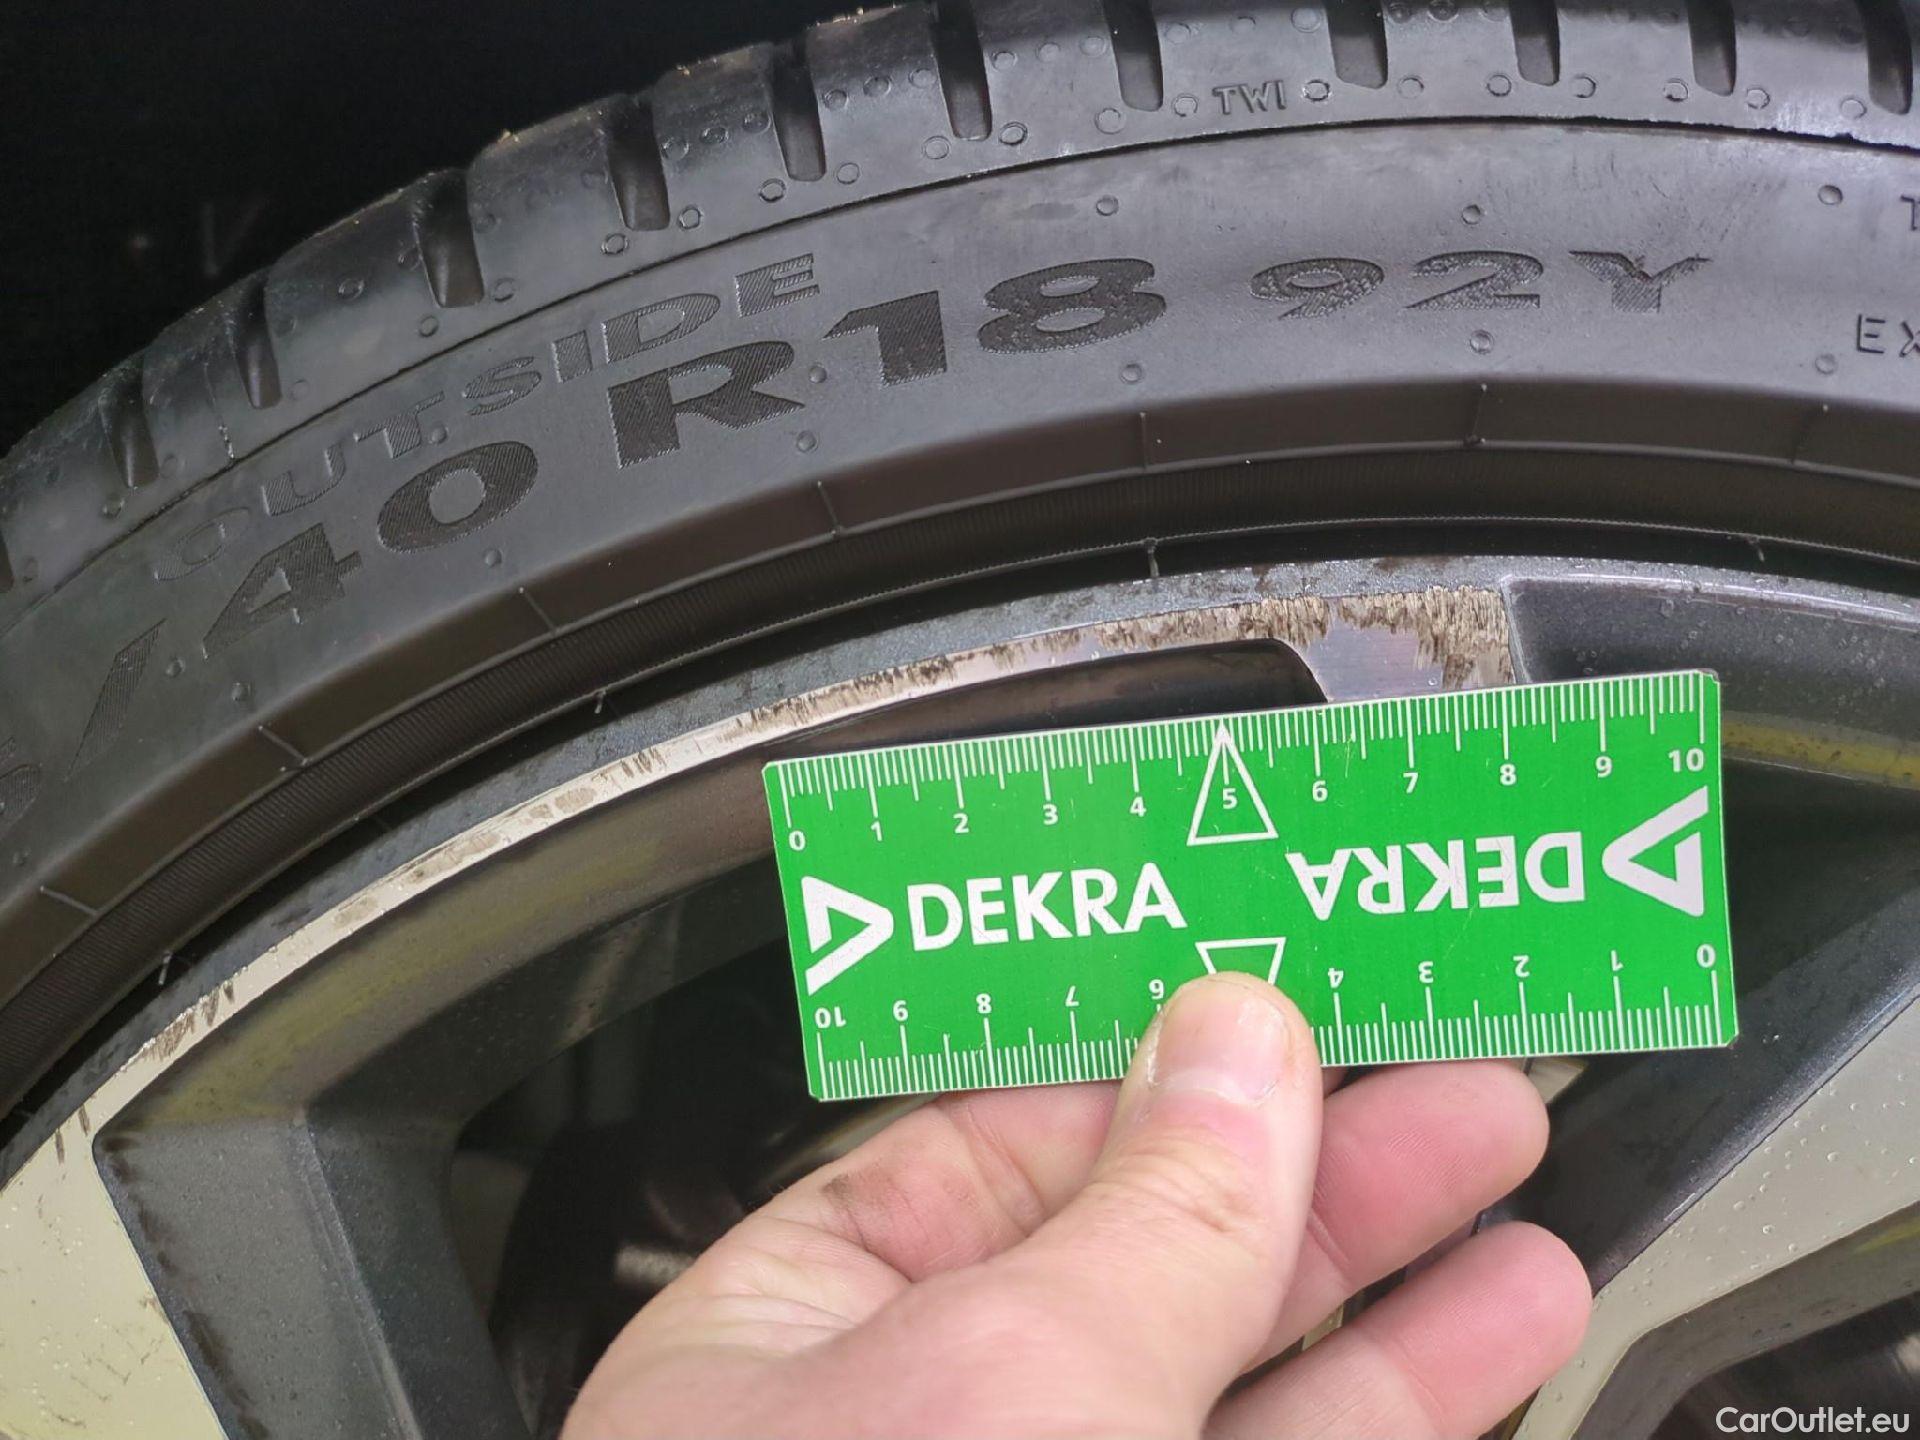 TWI
OUTSIDE
5/40 R18 92Y
EX
0 1 2 3 4 5 6 7 8 9 10
DEKRA
DEKRA
0 1 2 3 4 6 7 8 9 10
CarOutlet.eu